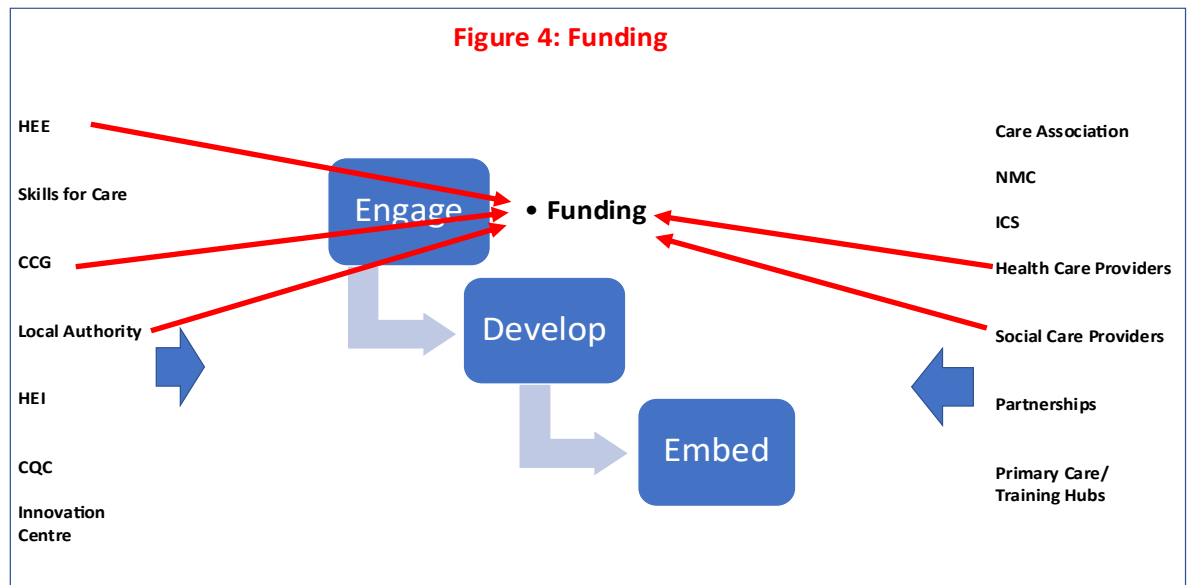 Figure 4: Funding
HEE
Skills for Care
CCG
Local Authority
HEI
CQC
Innovation
Centre
Engage
• Funding
Develop
Embed
Care Association
NMC
ICS
Health Care Providers
Social Care Providers
Partnerships
Primary Care/
Training Hubs